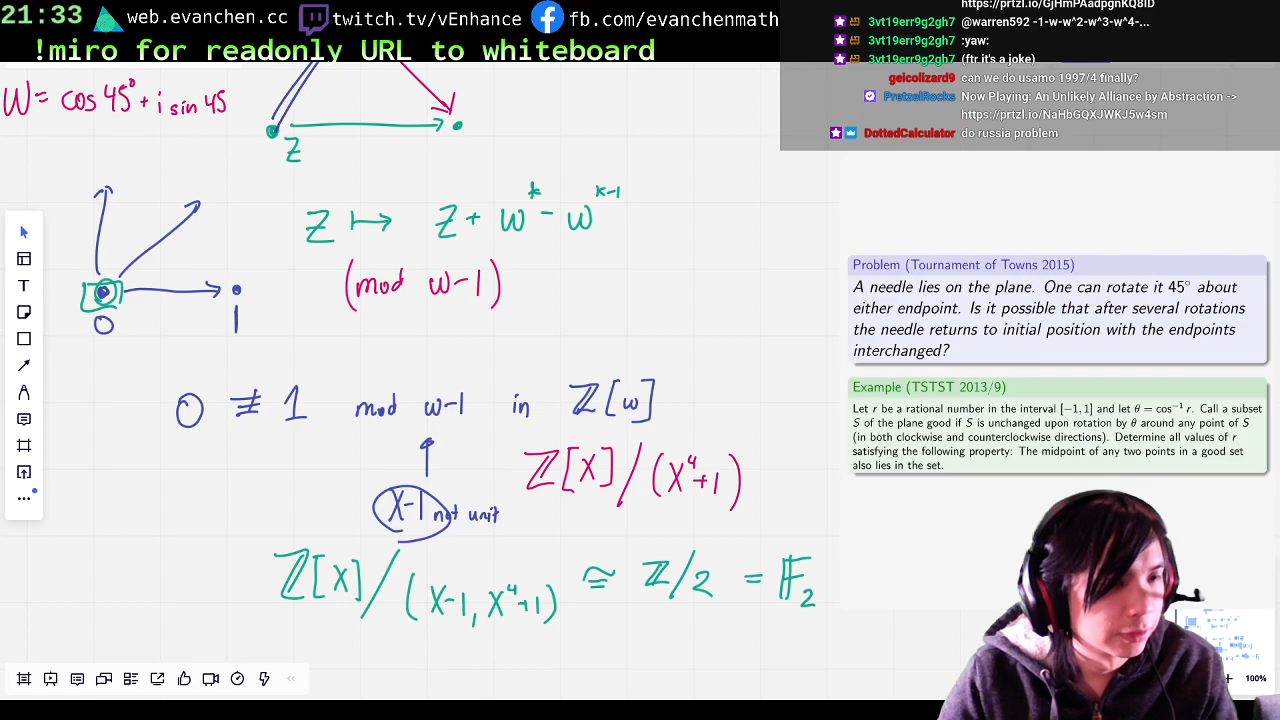 21:33 web.evanchen.cc twitch.tv/vEnhance fb.com/evanchenmath
!miro for readonly URL to whiteboard
https://prtzl.io/GjHmPAadpgnKQ8lD
3vt19err9g2gh7 @warren592 -1-w-w^2-w^3-w^4-...
3vt19err9g2gh7 :yaw:
3vt19err9g2gh7 (ftr it's a joke)
geicolizard9 can we do usamo 1997/4 finally?
PretzelRocks Now Playing: An Unlikely Alliance by Abstraction ->
https://prtzl.io/NaHbGQXJWKJ5w4sm
DottedCalculator do russia problem
W = cos 45° + i sin 45
Z
Z ↦ Z + w^k - w^{k-1}
(mod w-1)
0 1
0 ≢ 1 mod w-1 in ℤ[w]
ℤ[X]/(X^4+1)
X-1 not unit
ℤ[X]/(X-1, X^4+1) ≅ ℤ/2 = 𝔽_2
Problem (Tournament of Towns 2015)
A needle lies on the plane. One can rotate it 45° about
either endpoint. Is it possible that after several rotations
the needle returns to initial position with the endpoints
interchanged?
Example (TSTST 2013/9)
Let r be a rational number in the interval [−1, 1] and let θ = cos⁻¹ r. Call a subset
S of the plane good if S is unchanged upon rotation by θ around any point of S
(in both clockwise and counterclockwise directions). Determine all values of r
satisfying the following property: The midpoint of any two points in a good set
also lies in the set.
100%